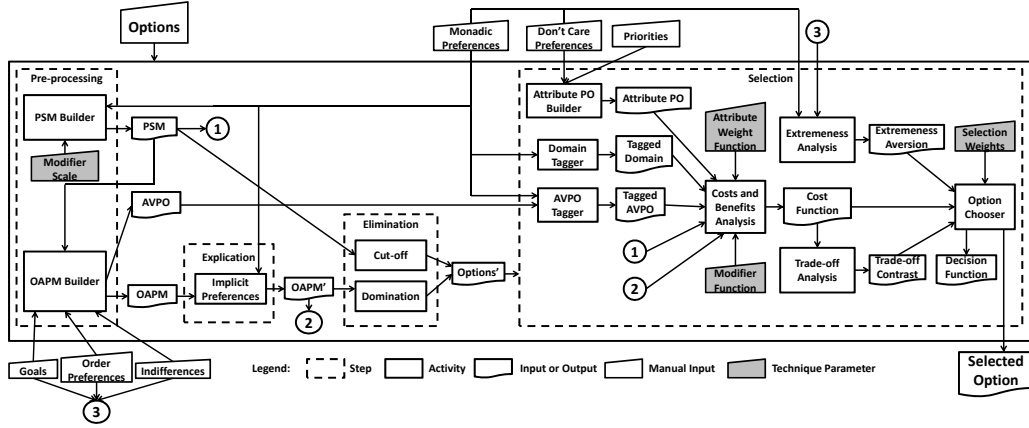 Options
Monadic
Preferences
Don't Care
Preferences
Priorities
3
Pre-processing
Selection
PSM Builder
PSM
1
Modifier
Scale
AVPO
OAPM Builder
OAPM
Explication
Implicit
Preferences
OAPM'
2
Elimination
Cut-off
Domination
Options'
Attribute PO
Builder
Attribute PO
Domain
Tagger
Tagged
Domain
AVPO
Tagger
Tagged
AVPO
1
2
Attribute
Weight
Function
Costs and
Benefits
Analysis
Modifier
Function
Extremeness
Analysis
Extremeness
Aversion
Selection
Weights
Cost
Function
Option
Chooser
Trade-off
Analysis
Trade-off
Contrast
Decision
Function
Goals
Order
Preferences
Indifferences
3
Legend:
Step
Activity
Input or Output
Manual Input
Technique Parameter
Selected
Option